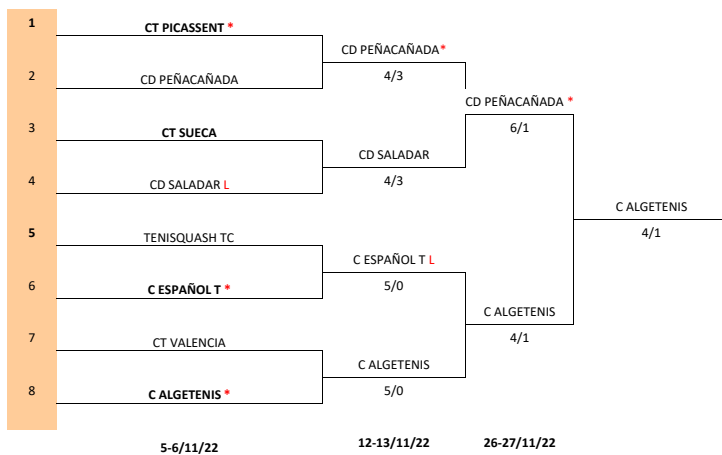 1
CT PICASSENT *
CD PEÑACAÑADA*
2
CD PEÑACAÑADA
4/3
CD PEÑACAÑADA *
3
CT SUECA
6/1
CD SALADAR
4
CD SALADAR L
4/3
C ALGETENIS
5
TENISQUASH TC
4/1
C ESPAÑOL T L
6
C ESPAÑOL T *
5/0
C ALGETENIS
7
CT VALENCIA
4/1
C ALGETENIS
8
C ALGETENIS *
5/0
5-6/11/22
12-13/11/22
26-27/11/22